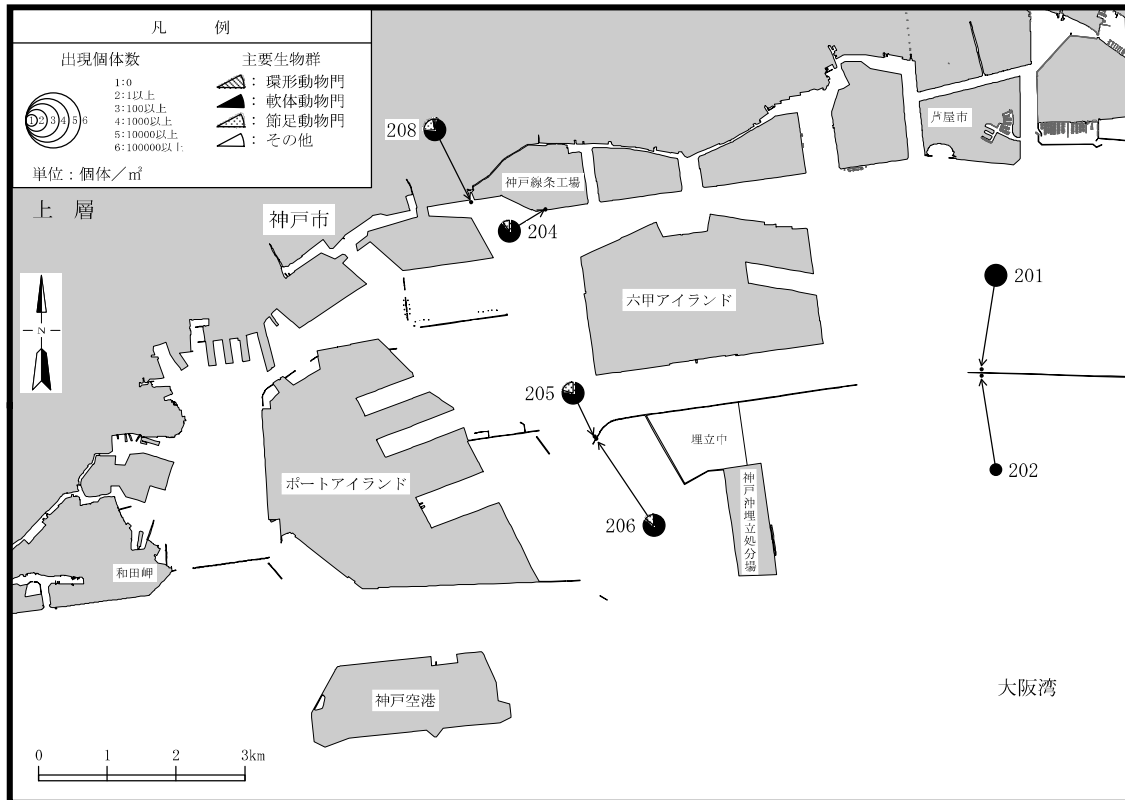 凡 例
出現個体数
1:0
2:1以上
3:100以上
4:1000以上
5:10000以上
6:100000以上
1 2 3 4 5 6
単位：個体／㎡
主要生物群
： 環形動物門
： 軟体動物門
： 節足動物門
： その他
上 層
N
神戸市
208
神戸線条工場
204
芦屋市
六甲アイランド
201
202
205
206
埋立中
神戸沖埋立処分場
ポートアイランド
和田岬
神戸空港
大阪湾
0 1 2 3km